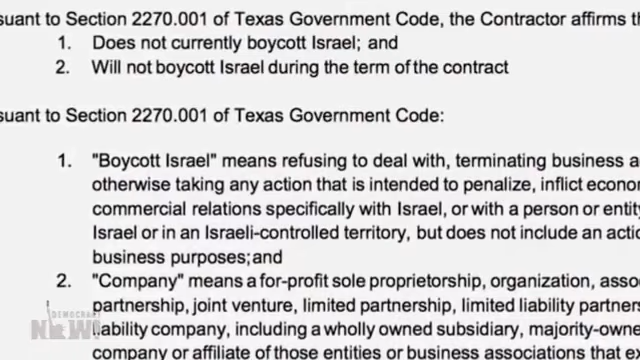 suant to Section 2270.001 of Texas Government Code, the Contractor affirms th
1. Does not currently boycott Israel; and
2. Will not boycott Israel during the term of the contract
suant to Section 2270.001 of Texas Government Code:
1. "Boycott Israel" means refusing to deal with, terminating business a
otherwise taking any action that is intended to penalize, inflict econo
commercial relations specifically with Israel, or with a person or entity
Israel or in an Israeli-controlled territory, but does not include an actio
business purposes; and
2. "Company" means a for-profit sole proprietorship, organization, asso
partnership, joint venture, limited partnership, limited liability partners
liability company, including a wholly owned subsidiary, majority-owne
company or affiliate of those entities or business associations that ex
DEMOCRACY
NOW!